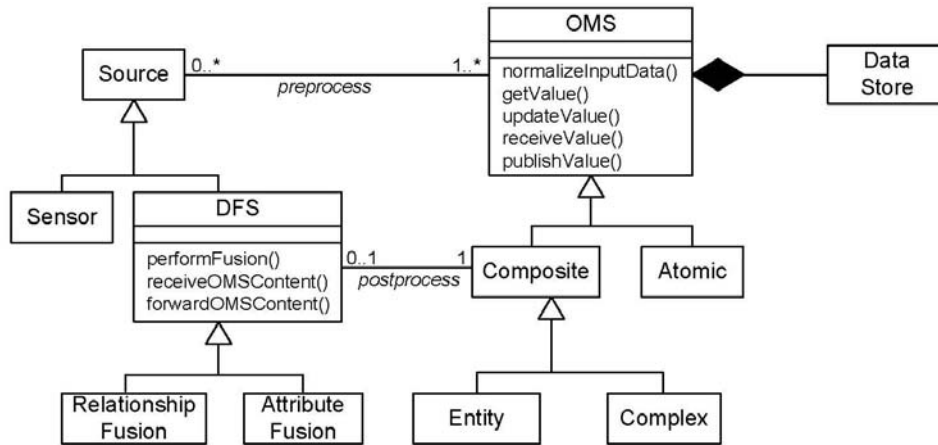 OMS
Source
0..*
1..*
preprocess
normalizeInputData()
getValue()
updateValue()
receiveValue()
publishValue()
Data
Store
Sensor
DFS
performFusion()
receiveOMSContent()
forwardOMSContent()
0..1
1
postprocess
Composite
Atomic
Relationship
Fusion
Attribute
Fusion
Entity
Complex